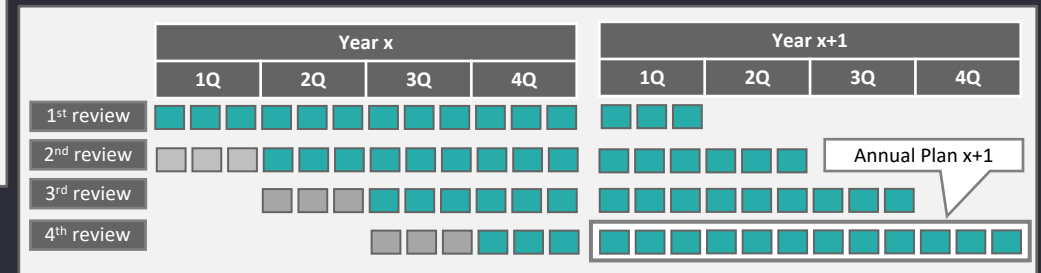 Year x
Year x+1
1Q 2Q 3Q 4Q
1Q 2Q 3Q 4Q
1st review
2nd review
Annual Plan x+1
3rd review
4th review